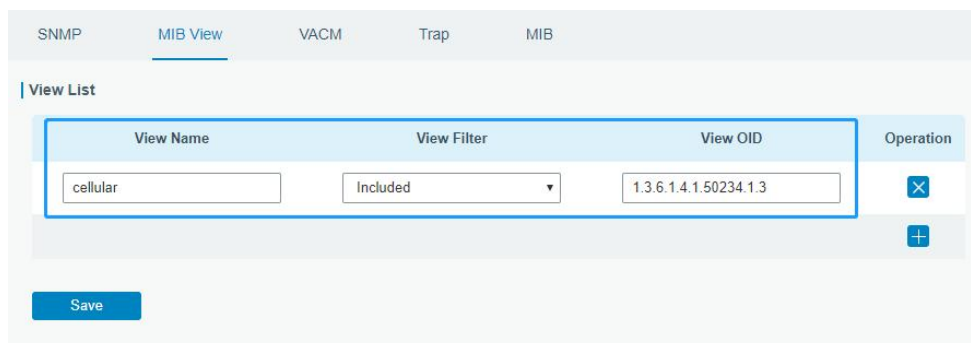 SNMP MIB View VACM Trap MIB
View List
View Name View Filter View OID Operation
cellular Included 1.3.6.1.4.1.50234.1.3
Save